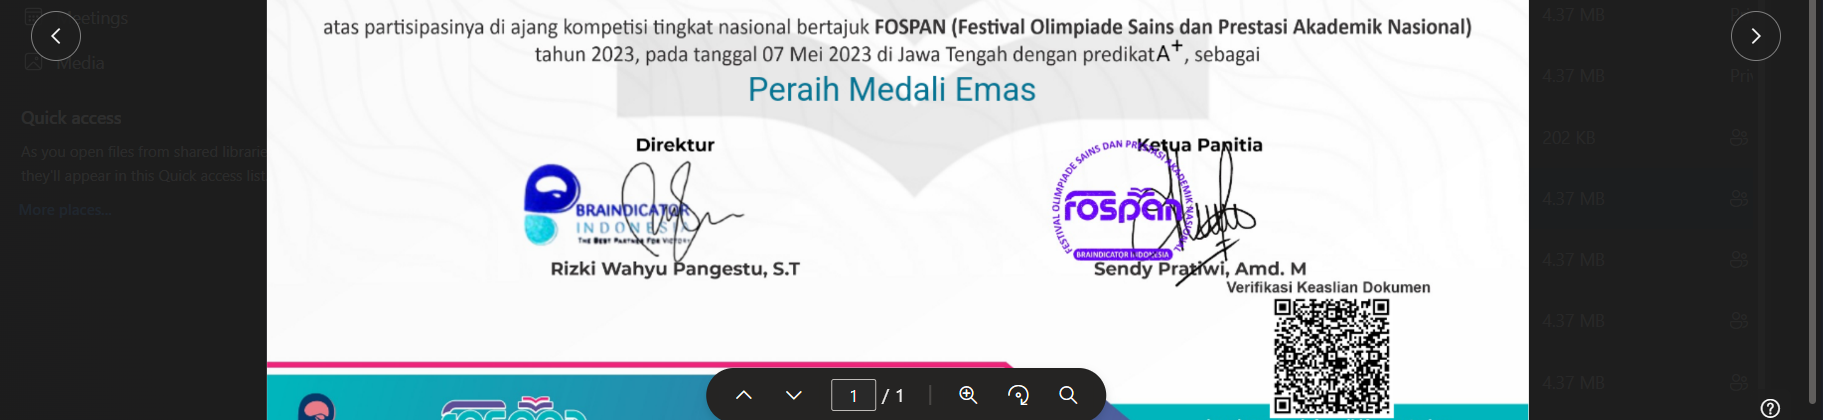 Meetings
Media
Quick access
As you open files from shared librarie
they'll appear in this Quick access list
More places...
atas partisipasinya di ajang kompetisi tingkat nasional bertajuk FOSPAN (Festival Olimpiade Sains dan Prestasi Akademik Nasional)
tahun 2023, pada tanggal 07 Mei 2023 di Jawa Tengah dengan predikat A+, sebagai
Peraih Medali Emas
Direktur
BRAINDICATOR
INDONESIA
THE BEST PARTNER FOR VICTORY
Rizki Wahyu Pangestu, S.T
Ketua Panitia
FESTIVAL OLIMPIADE SAINS DAN PRESTASI AKADEMIK NASIONAL
fospan
BRAINDICATOR INDONESIA
Sendy Pratiwi, Amd. M
Verifikasi Keaslian Dokumen
4.37 MB
4.37 MB
202 KB
4.37 MB
4.37 MB
4.37 MB
4.37 MB
1 / 1